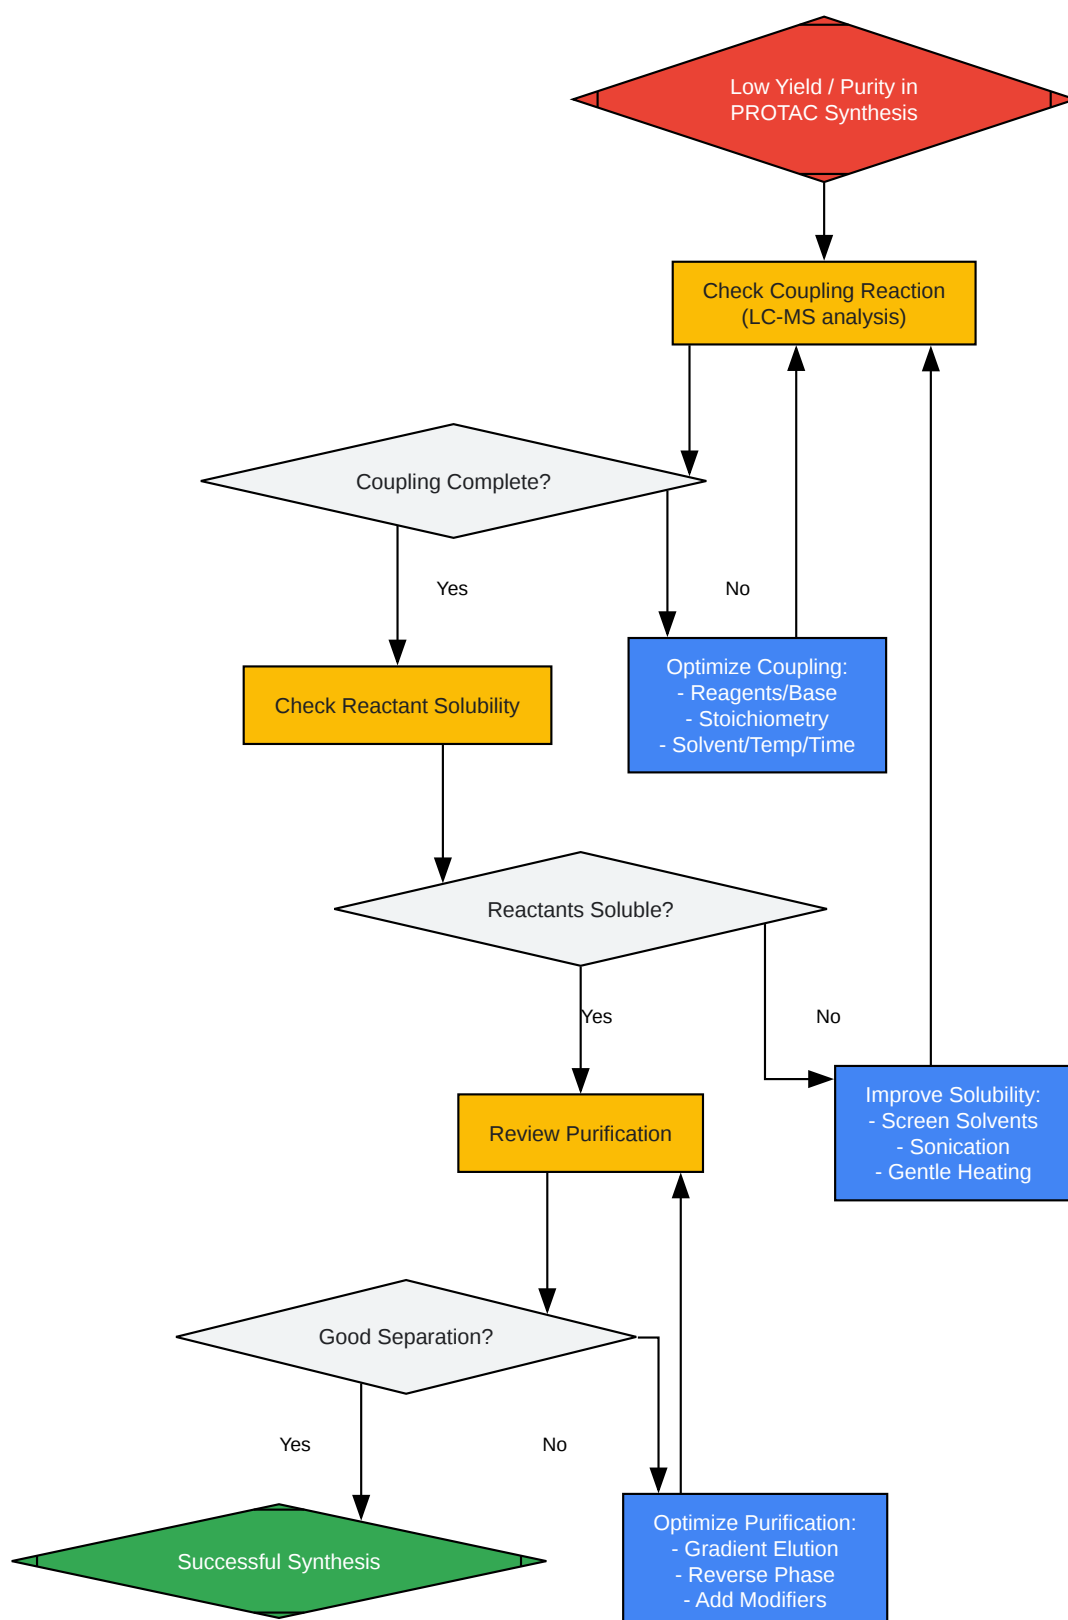 Low Yield / Purity in
PROTAC Synthesis
Check Coupling Reaction
(LC-MS analysis)
Coupling Complete?
Yes
No
Optimize Coupling:
- Reagents/Base
- Stoichiometry
- Solvent/Temp/Time
Check Reactant Solubility
Reactants Soluble?
Yes
No
Improve Solubility:
- Screen Solvents
- Sonication
- Gentle Heating
Review Purification
Good Separation?
Yes
No
Optimize Purification:
- Gradient Elution
- Reverse Phase
- Add Modifiers
Successful Synthesis